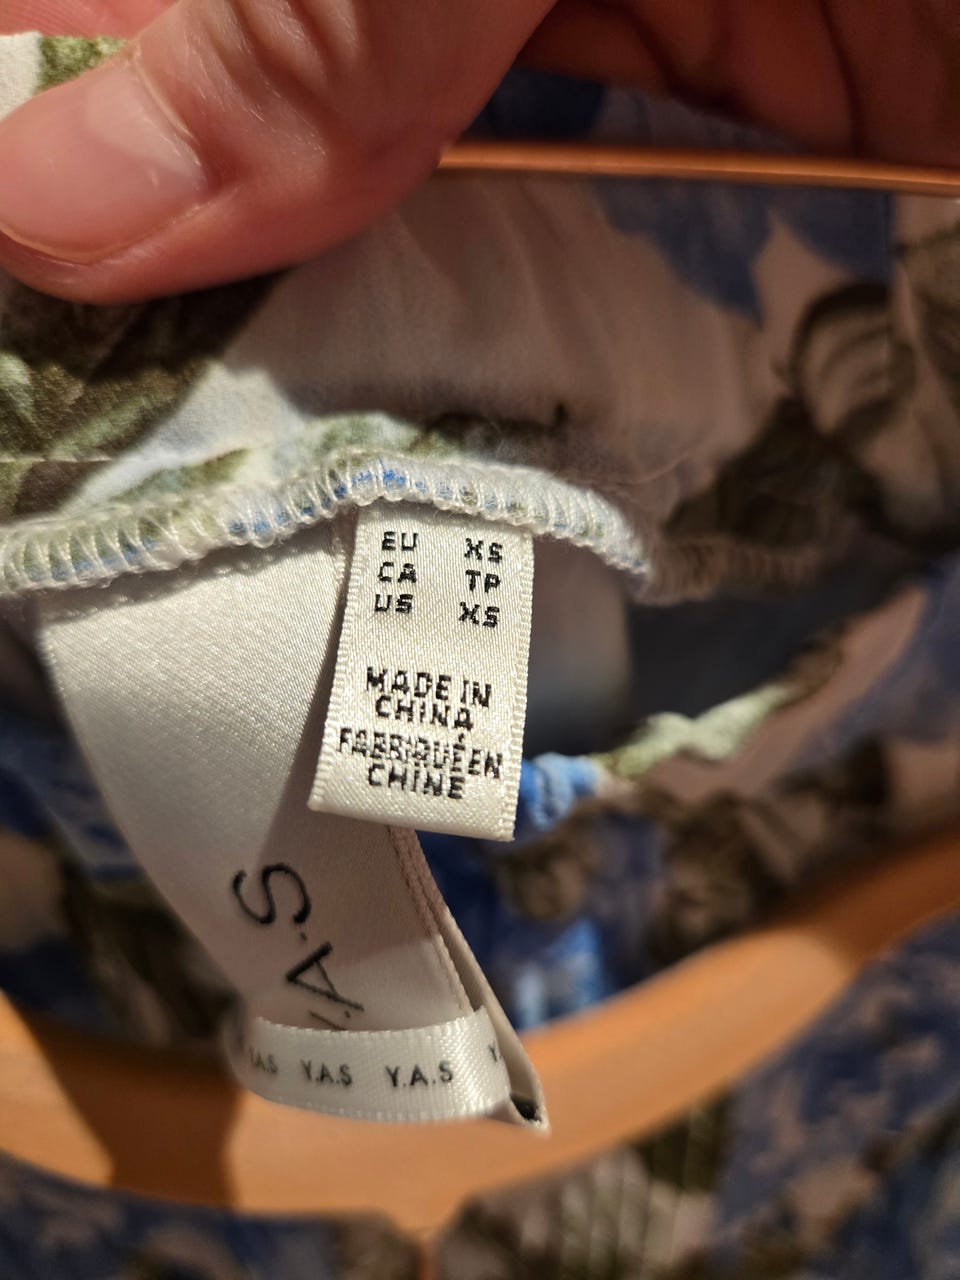 EU XS
CA TP
US XS
MADE IN
CHINA
FABRIQUÉ EN
CHINE
Y.A.S
Y.A.S Y.A.S